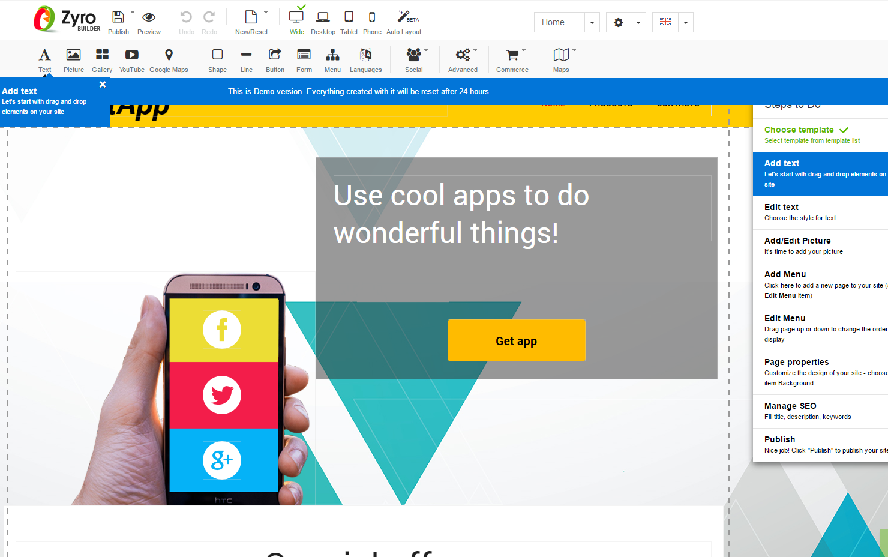 Zyro
BUILDER
Publish
Preview
Undo
Redo
New/Reset
Wide
Desktop
Tablet
Phone
BETA
Auto Layout
Home
Text
Picture
Gallery
YouTube
Google Maps
Shape
Line
Button
Form
Menu
Languages
Social
Advanced
Commerce
Maps
Add text
Let's start with drag and drop
elements on your site
This is Demo version. Everything created with it will be reset after 24 hours
App
Steps to Do
Choose template
Select template from template list
Add text
Let's start with drag and drop elements on
site
Edit text
Choose the style for text
Add/Edit Picture
It's time to add your picture
Add Menu
Click here to add a new page to your site (
Edit Menu item)
Edit Menu
Drag page up or down to change the order
display
Page properties
Customize the design of your site - choose
item Background
Manage SEO
Fill title, description, keywords
Publish
Nice job! Click "Publish" to publish your site
Use cool apps to do
wonderful things!
Get app
f
g+
hTC